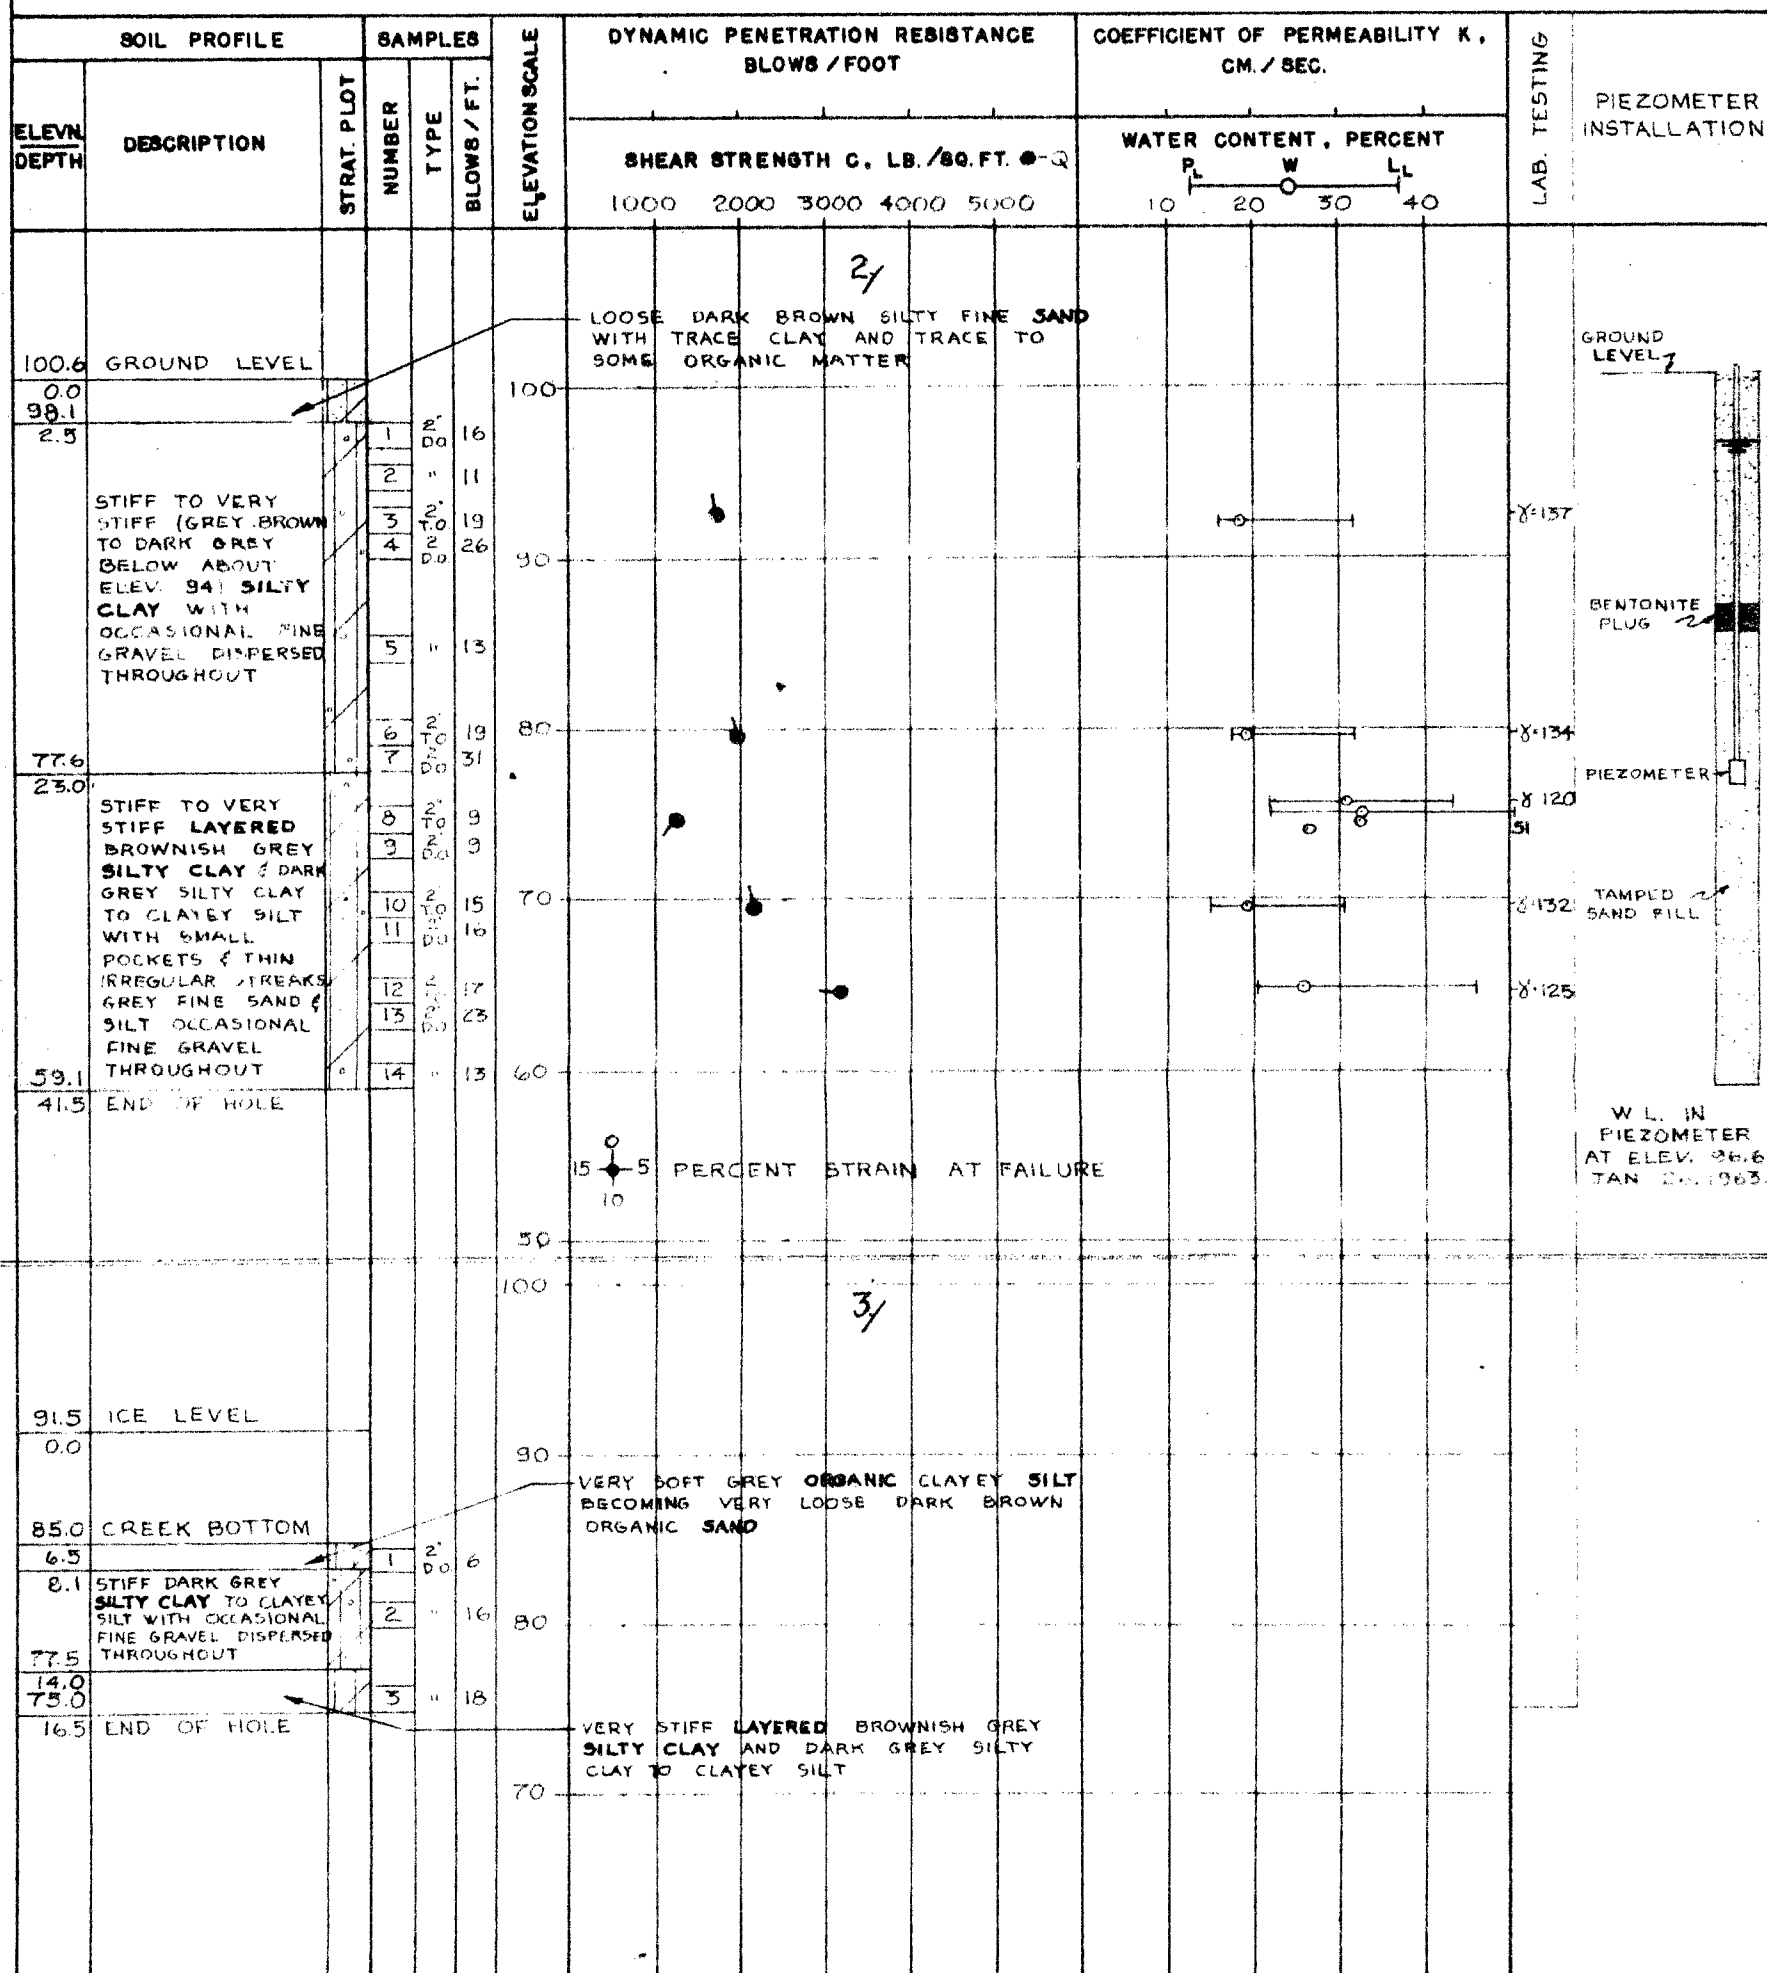 SOIL PROFILE
SAMPLES
ELEVATION SCALE
DYNAMIC PENETRATION RESISTANCE
BLOWS / FOOT
COEFFICIENT OF PERMEABILITY K ,
CM. / SEC.
LAB. TESTING
PIEZOMETER
INSTALLATION
ELEVN.
DEPTH
DESCRIPTION
STRAT. PLOT
NUMBER
TYPE
BLOWS / FT.
SHEAR STRENGTH C, LB./SQ.FT. ●-Q
1000 2000 3000 4000 5000
WATER CONTENT , PERCENT
PL W LL
10 20 30 40
2/
LOOSE DARK BROWN SILTY FINE SAND
WITH TRACE CLAY AND TRACE TO
SOME ORGANIC MATTER
100.6 GROUND LEVEL
0.0
98.1
2.5
100
1 2" DO 16
2 " 11
3 2" TO 19
4 2" DO 26
5 " 13
6 2" TO 19
7 2" DO 31
STIFF TO VERY
STIFF (GREY-BROWN
TO DARK GREY
BELOW ABOUT
ELEV. 94) SILTY
CLAY WITH
OCCASIONAL FINE
GRAVEL DISPERSED
THROUGHOUT
90
80
77.6
23.0
STIFF TO VERY
STIFF LAYERED
BROWNISH GREY
SILTY CLAY & DARK
GREY SILTY CLAY
TO CLAYEY SILT
WITH SMALL
POCKETS & THIN
IRREGULAR STREAKS
GREY FINE SAND &
SILT OCCASIONAL
FINE GRAVEL
THROUGHOUT
8 2" TO 9
9 2" DO 9
10 2" TO 15
11 2" DO 16
12 17
13 2" DO 23
14 " 13
70
60
59.1
41.5 END OF HOLE
γ=137
γ=134
γ 120
51
γ=132
γ=125
GROUND
LEVEL
BENTONITE
PLUG
PIEZOMETER
TAMPED
SAND FILL
W.L. IN
PIEZOMETER
AT ELEV. 96.6
JAN 1963.
0
15 5 PERCENT STRAIN AT FAILURE
10
50
100
3/
91.5 ICE LEVEL
0.0
90
VERY SOFT GREY ORGANIC CLAYEY SILT
BECOMING VERY LOOSE DARK BROWN
ORGANIC SAND
85.0 CREEK BOTTOM
6.5
1 2" DO 6
8.1
STIFF DARK GREY
SILTY CLAY TO CLAYEY
SILT WITH OCCASIONAL
FINE GRAVEL DISPERSED
THROUGHOUT
2 " 16
80
77.5
14.0
75.0
3 " 18
16.5 END OF HOLE
VERY STIFF LAYERED BROWNISH GREY
SILTY CLAY AND DARK GREY SILTY
CLAY TO CLAYEY SILT
70